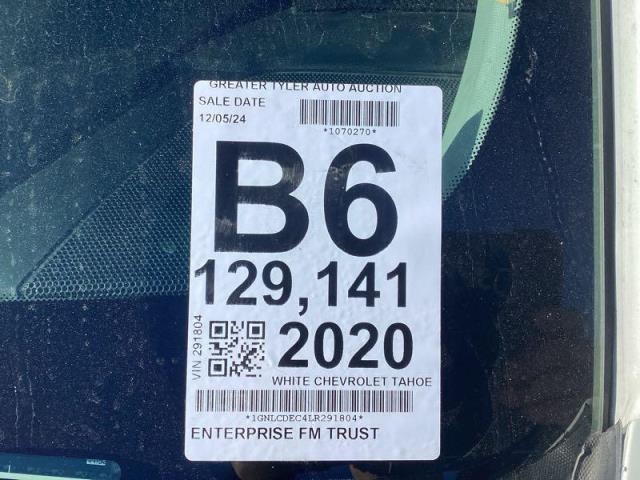 GREATER TYLER AUTO AUCTION
SALE DATE
12/05/24
*1070270*
B6
129,141
VIN 291804
2020
WHITE CHEVROLET TAHOE
*1GNLCDEC4LR291804*
ENTERPRISE FM TRUST